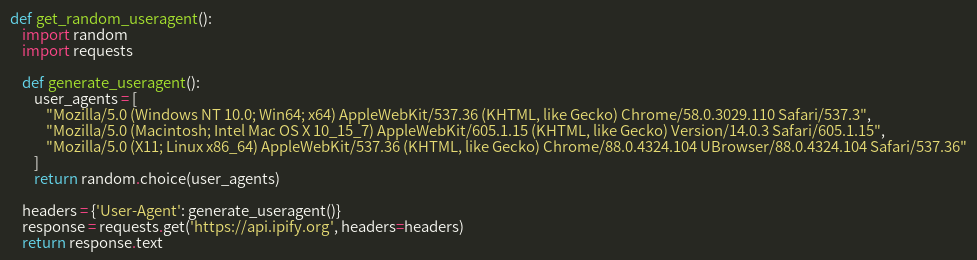 def get_random_useragent():
    import random
    import requests

    def generate_useragent():
        user_agents = [
            "Mozilla/5.0 (Windows NT 10.0; Win64; x64) AppleWebKit/537.36 (KHTML, like Gecko) Chrome/58.0.3029.110 Safari/537.3",
            "Mozilla/5.0 (Macintosh; Intel Mac OS X 10_15_7) AppleWebKit/605.1.15 (KHTML, like Gecko) Version/14.0.3 Safari/605.1.15",
            "Mozilla/5.0 (X11; Linux x86_64) AppleWebKit/537.36 (KHTML, like Gecko) Chrome/88.0.4324.104 UBrowser/88.0.4324.104 Safari/537.36"
        ]
        return random.choice(user_agents)

    headers = {'User-Agent': generate_useragent()}
    response = requests.get('https://api.ipify.org', headers=headers)
    return response.text